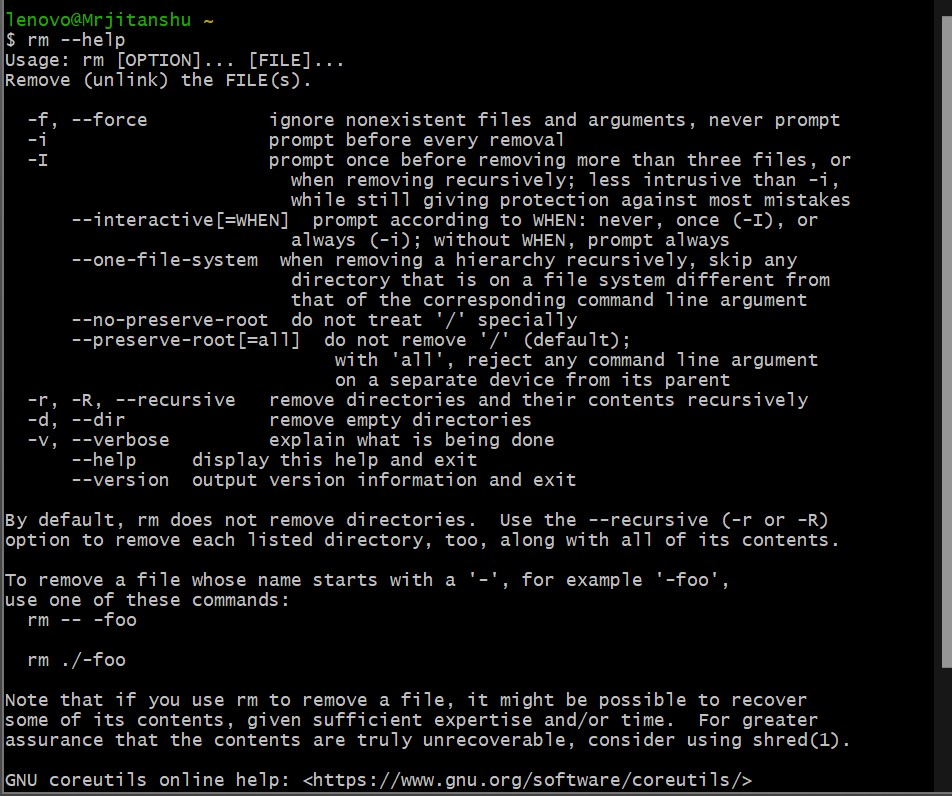 lenovo@Mrjitanshu ~
$ rm --help
Usage: rm [OPTION]... [FILE]...
Remove (unlink) the FILE(s).

  -f, --force           ignore nonexistent files and arguments, never prompt
  -i                    prompt before every removal
  -I                    prompt once before removing more than three files, or
                          when removing recursively; less intrusive than -i,
                          while still giving protection against most mistakes
      --interactive[=WHEN]  prompt according to WHEN: never, once (-I), or
                          always (-i); without WHEN, prompt always
      --one-file-system  when removing a hierarchy recursively, skip any
                          directory that is on a file system different from
                          that of the corresponding command line argument
      --no-preserve-root  do not treat '/' specially
      --preserve-root[=all]  do not remove '/' (default);
                              with 'all', reject any command line argument
                              on a separate device from its parent
  -r, -R, --recursive   remove directories and their contents recursively
  -d, --dir             remove empty directories
  -v, --verbose         explain what is being done
      --help     display this help and exit
      --version  output version information and exit

By default, rm does not remove directories.  Use the --recursive (-r or -R)
option to remove each listed directory, too, along with all of its contents.

To remove a file whose name starts with a '-', for example '-foo',
use one of these commands:
  rm -- -foo

  rm ./-foo

Note that if you use rm to remove a file, it might be possible to recover
some of its contents, given sufficient expertise and/or time.  For greater
assurance that the contents are truly unrecoverable, consider using shred(1).

GNU coreutils online help: <https://www.gnu.org/software/coreutils/>